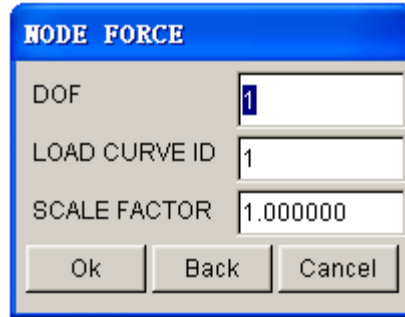 NODE FORCE
DOF 1
LOAD CURVE ID 1
SCALE FACTOR 1.000000
Ok Back Cancel